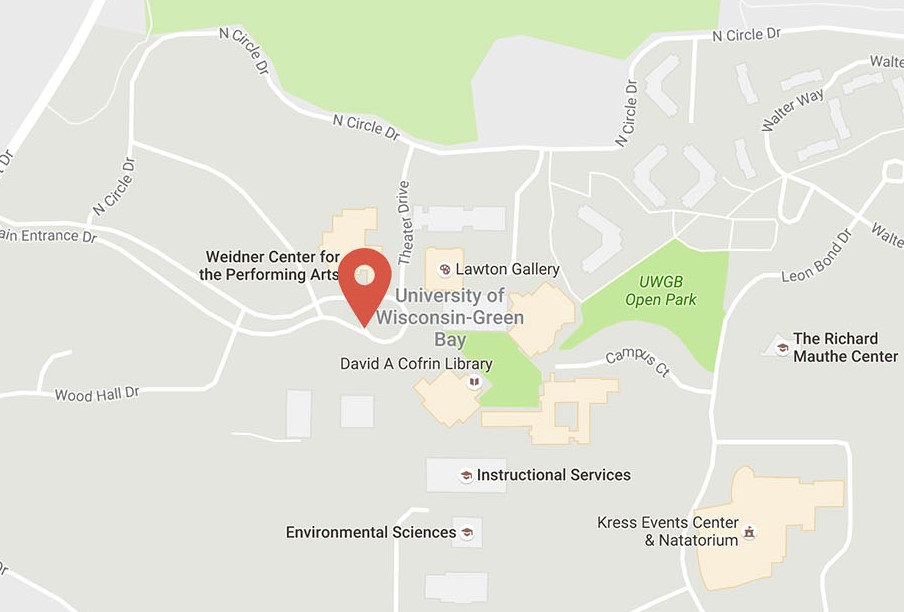 N Circle Dr
N Circle Dr
Walte
Walter Way
N Circle Dr
N Circle Dr
Dr
N Circle Dr
Theater Drive
ain Entrance Dr
Walte
Weidner Center for
the Performing Arts
Lawton Gallery
Leon Bond Dr
UWGB
Open Park
University of
Wisconsin-Green
Bay
The Richard
Mauthe Center
David A Cofrin Library
Campus Ct
Wood Hall Dr
Instructional Services
Kress Events Center
& Natatorium
Environmental Sciences
Dr